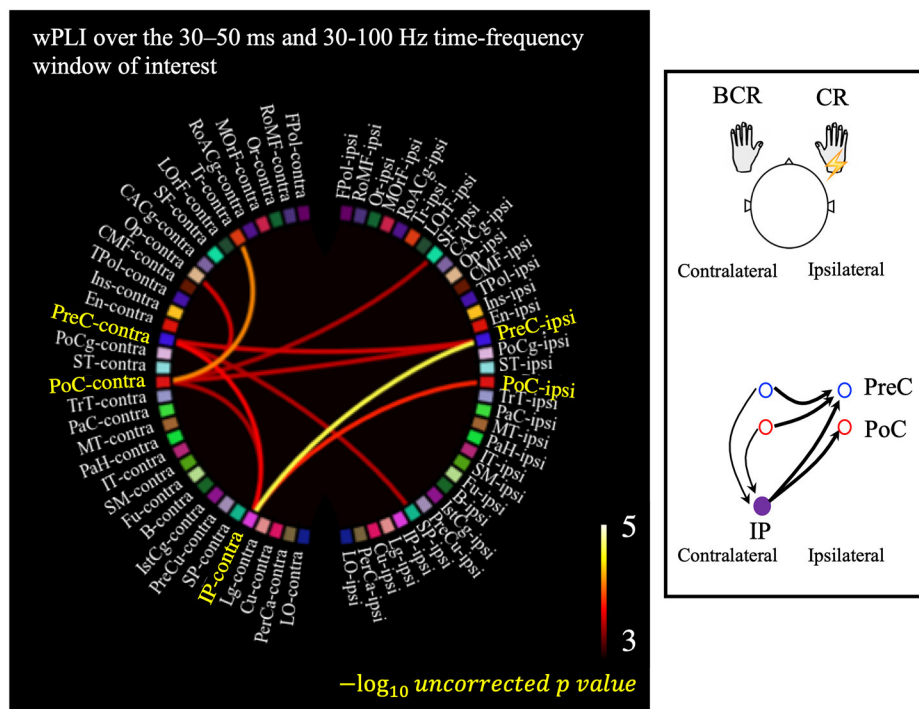 wPLI over the 30–50 ms and 30-100 Hz time-frequency
window of interest
FPol-contra
RoMF-contra
Or-contra
MOrF-contra
RoACg-contra
Tr-contra
LOrF-contra
SF-contra
CACg-contra
Op-contra
CMF-contra
TPol-contra
Ins-contra
En-contra
PreC-contra
PoCg-contra
ST-contra
PoC-contra
TrT-contra
PaC-contra
MT-contra
PaH-contra
IT-contra
SM-contra
Fu-contra
B-contra
IstCg-contra
PreCu-contra
SP-contra
IP-contra
Lg-contra
Cu-contra
PerCa-contra
LO-contra
FPol-ipsi
RoMF-ipsi
Or-ipsi
MOrF-ipsi
RoACg-ipsi
Tr-ipsi
LOrF-ipsi
SF-ipsi
CACg-ipsi
Op-ipsi
CMF-ipsi
TPol-ipsi
Ins-ipsi
En-ipsi
PreC-ipsi
PoCg-ipsi
ST-ipsi
PoC-ipsi
TrT-ipsi
PaC-ipsi
MT-ipsi
PaH-ipsi
IT-ipsi
SM-ipsi
Fu-ipsi
B-ipsi
IstCg-ipsi
PreCu-ipsi
SP-ipsi
IP-ipsi
Lg-ipsi
Cu-ipsi
PerCa-ipsi
LO-ipsi
5
3
−log₁₀ uncorrected p value
BCR CR
Contralateral Ipsilateral
PreC
PoC
IP
Contralateral Ipsilateral